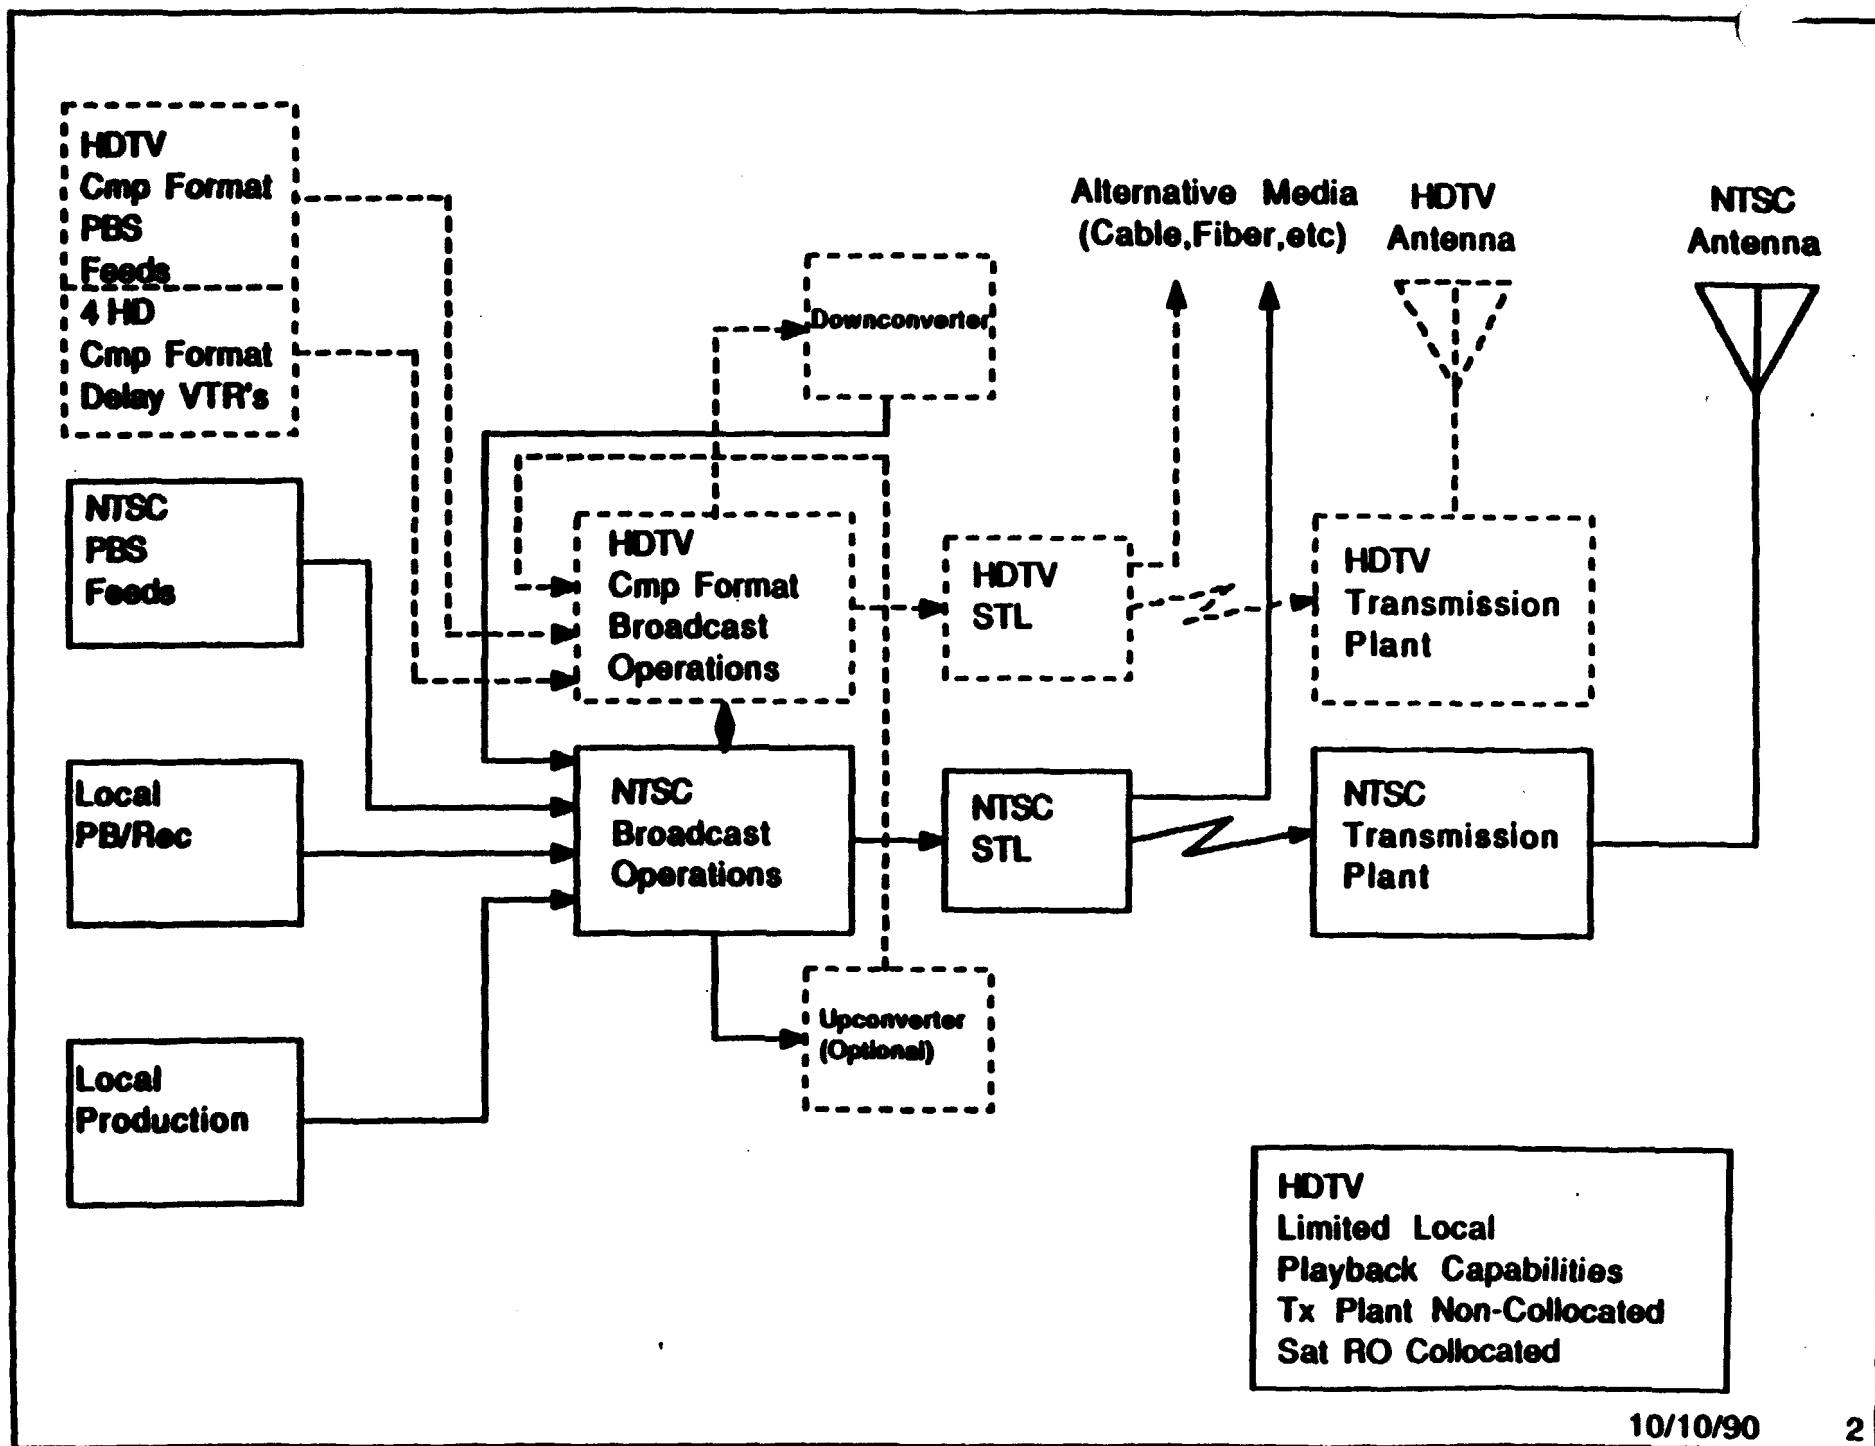 HDTV
Cmp Format
PBS
Feeds
4 HD
Cmp Format
Delay VTR's
NTSC
PBS
Feeds
Local
PB/Rec
Local
Production
Downconverter
HDTV
Cmp Format
Broadcast
Operations
NTSC
Broadcast
Operations
Upconverter
(Optional)
HDTV
STL
NTSC
STL
Alternative Media
(Cable,Fiber,etc)
HDTV
Antenna
NTSC
Antenna
HDTV
Transmission
Plant
NTSC
Transmission
Plant
HDTV
Limited Local
Playback Capabilities
Tx Plant Non-Collocated
Sat RO Collocated
10/10/90 2